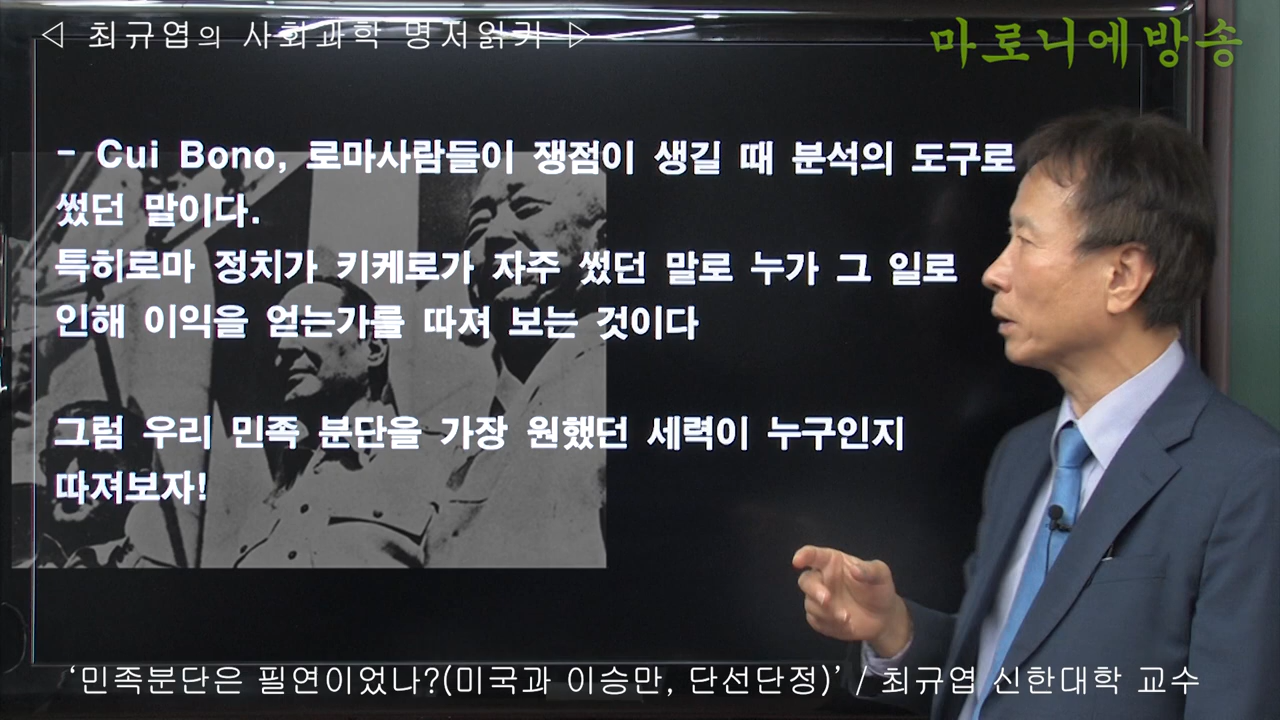 ◁ 최규엽의 사회과학 명저읽기 ▷
마로니에방송
- Cui Bono, 로마사람들이 쟁점이 생길 때 분석의 도구로
썼던 말이다.
특히로마 정치가 키케로가 자주 썼던 말로 누가 그 일로
인해 이익을 얻는가를 따져 보는 것이다
그럼 우리 민족 분단을 가장 원했던 세력이 누구인지
따져보자!
‘민족분단은 필연이었나?(미국과 이승만, 단선단정)’ / 최규엽 신한대학 교수